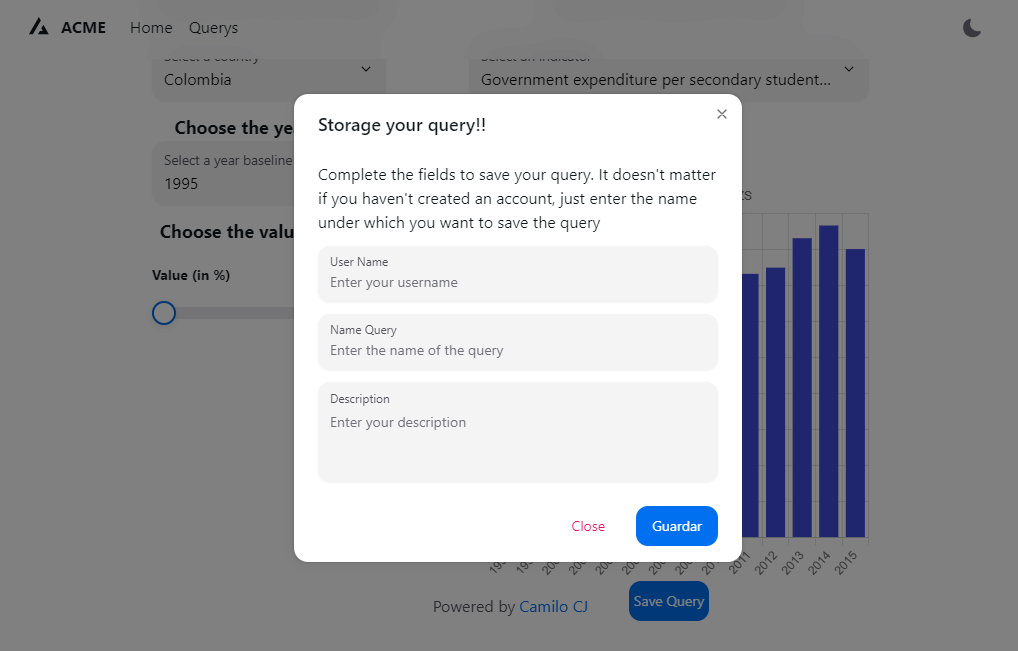 ACME Home Querys
Select a country
Select an indicator
Colombia
Government expenditure per secondary student...
Choose the ye
Select a year baseline
1995
Choose the valu
Value (in %)
Storage your query!!
Complete the fields to save your query. It doesn't matter
if you haven't created an account, just enter the name
under which you want to save the query
User Name
Enter your username
Name Query
Enter the name of the query
Description
Enter your description
Close
Guardar
2011 2012 2013 2014 2015
Powered by Camilo CJ
Save Query